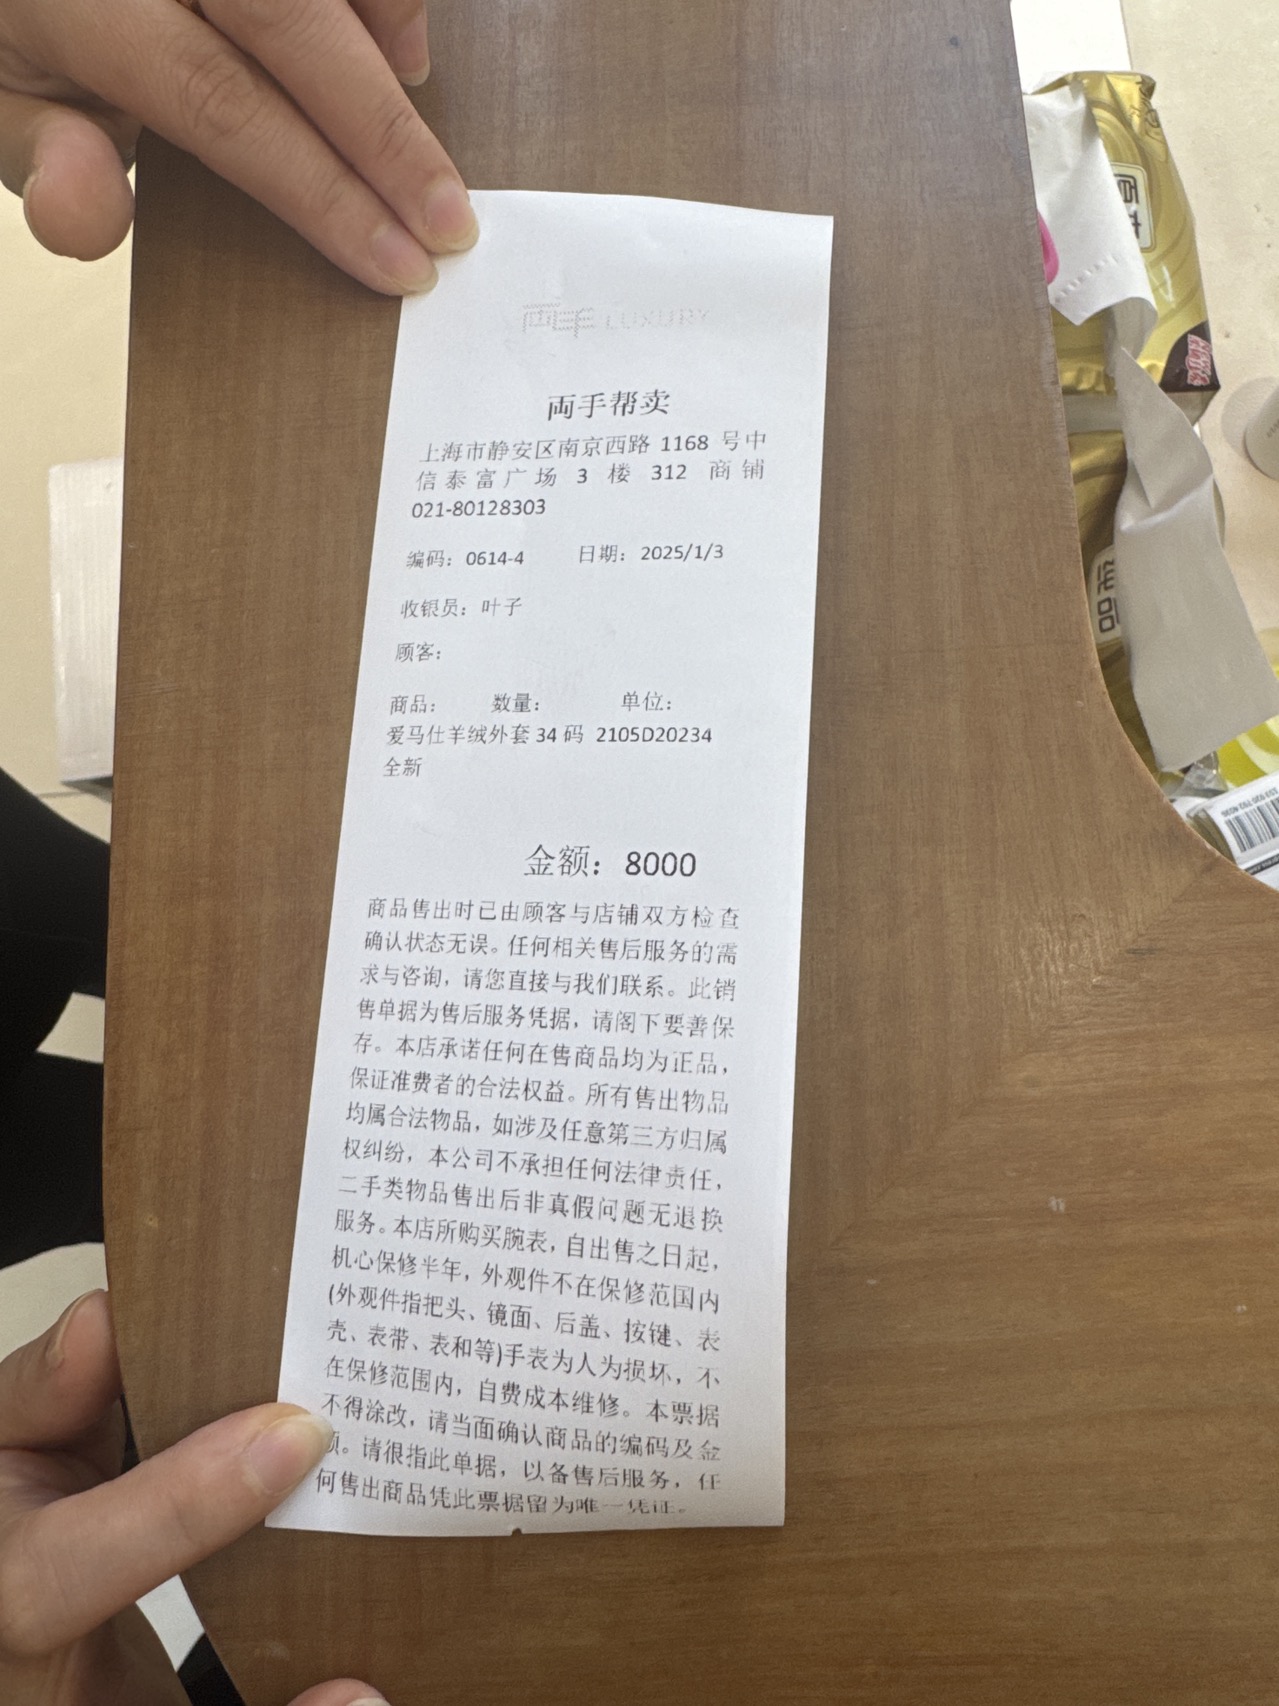 両手 LUXURY
両手帮卖
上海市静安区南京西路 1168 号中
信泰富广场 3 楼 312 商铺
021-80128303
编码：0614-4 日期：2025/1/3
收银员：叶子
顾客：
商品： 数量： 单位：
爱马仕羊绒外套 34 码 2105D20234
全新
金额：8000
商品售出时已由顾客与店铺双方检查
确认状态无误。任何相关售后服务的需
求与咨询，请您直接与我们联系。此销
售单据为售后服务凭据，请阁下要善保
存。本店承诺任何在售商品均为正品，
保证准费者的合法权益。所有售出物品
均属合法物品，如涉及任意第三方归属
权纠纷，本公司不承担任何法律责任，
二手类物品售出后非真假问题无退换
服务。本店所购买腕表，自出售之日起，
机心保修半年，外观件不在保修范围内
(外观件指把头、镜面、后盖、按键、表
壳、表带、表和等)手表为人为损坏，不
在保修范围内，自费成本维修。本票据
不得涂改，请当面确认商品的编码及金
额。请很指此单据，以备售后服务，任
何售出商品凭此票据留为唯一凭证。